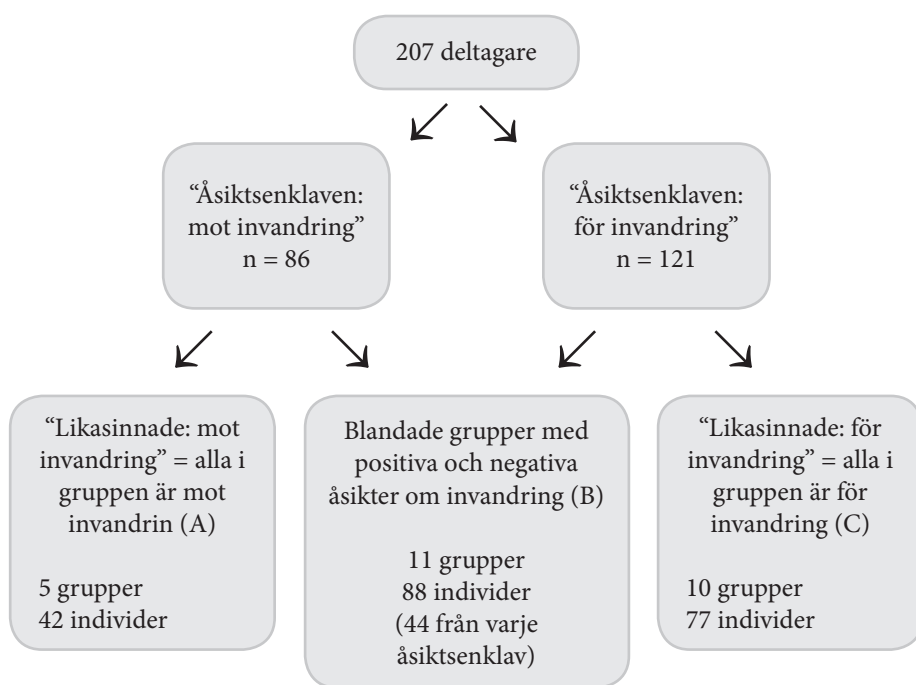 207 deltagare
“Åsiktsenklaven:
mot invandring”
n = 86
“Åsiktsenklaven:
för invandring”
n = 121
“Likasinnade: mot
invandring” = alla i
gruppen är mot
invandrin (A)
5 grupper
42 individer
Blandade grupper med
positiva och negativa
åsikter om invandring (B)
11 grupper
88 individer
(44 från varje
åsiktsenklav)
“Likasinnade: för
invandring” = alla i
gruppen är för
invandring (C)
10 grupper
77 individer